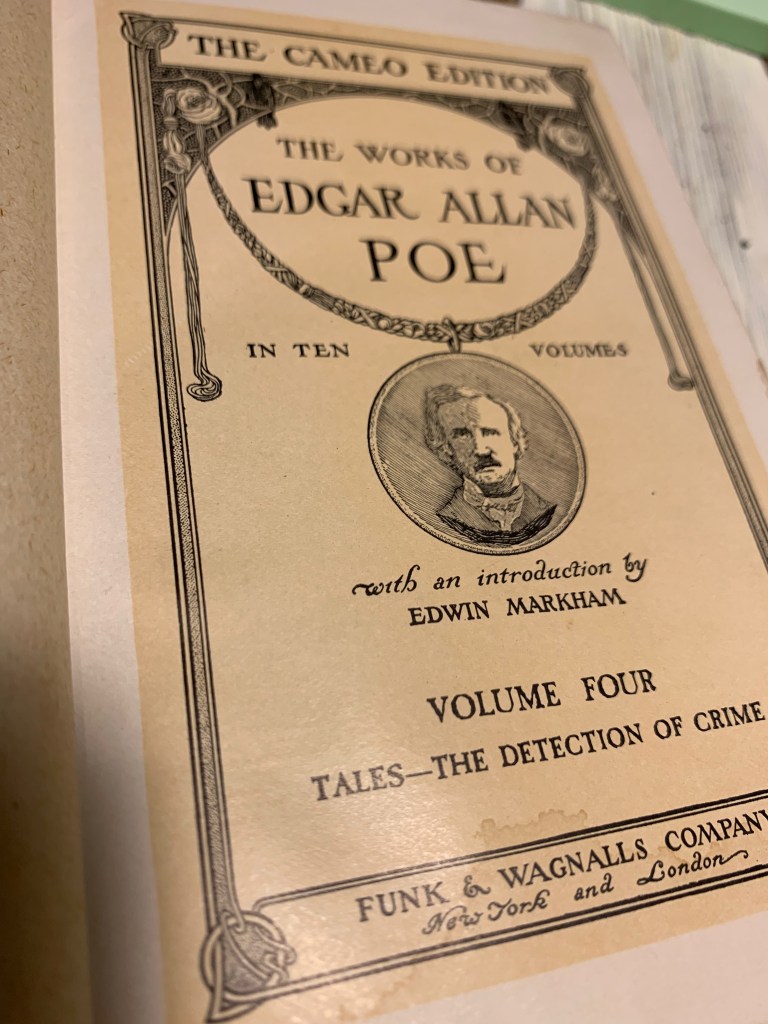 THE CAMEO EDITION
THE WORKS OF
EDGAR ALLAN
POE
IN TEN VOLUMES
with an introduction by
EDWIN MARKHAM
VOLUME FOUR
TALES—THE DETECTION OF CRIME
FUNK & WAGNALLS COMPANY
New York and London